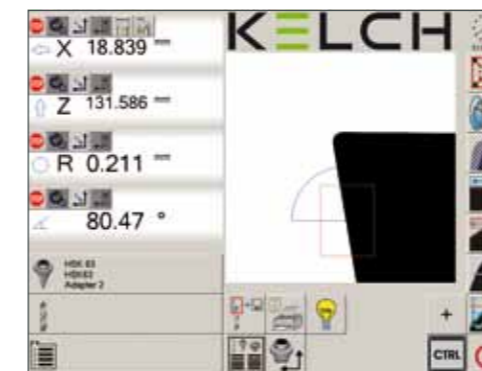 KELCH
X 18.839 mm
Z 131.586 mm
R 0.211 mm
80.47 °
HSK 63
HSK63
Adapter 2
+
CTRL